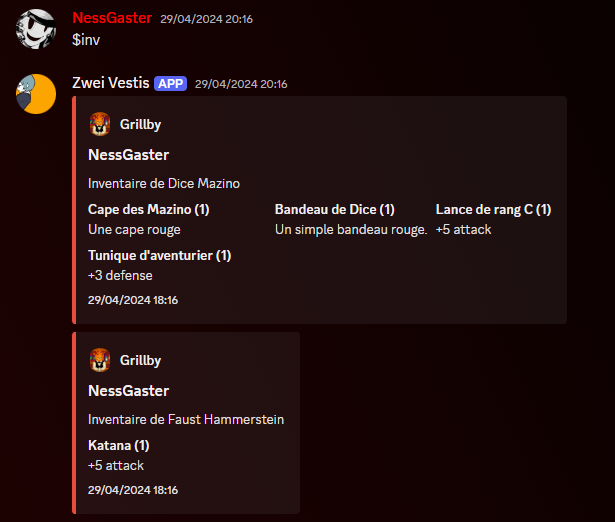 NessGaster 29/04/2024 20:16
$inv
Zwei Vestis APP 29/04/2024 20:16
Grillby
NessGaster
Inventaire de Dice Mazino
Cape des Mazino (1) Bandeau de Dice (1) Lance de rang C (1)
Une cape rouge Un simple bandeau rouge. +5 attack
Tunique d'aventurier (1)
+3 defense
29/04/2024 18:16
Grillby
NessGaster
Inventaire de Faust Hammerstein
Katana (1)
+5 attack
29/04/2024 18:16